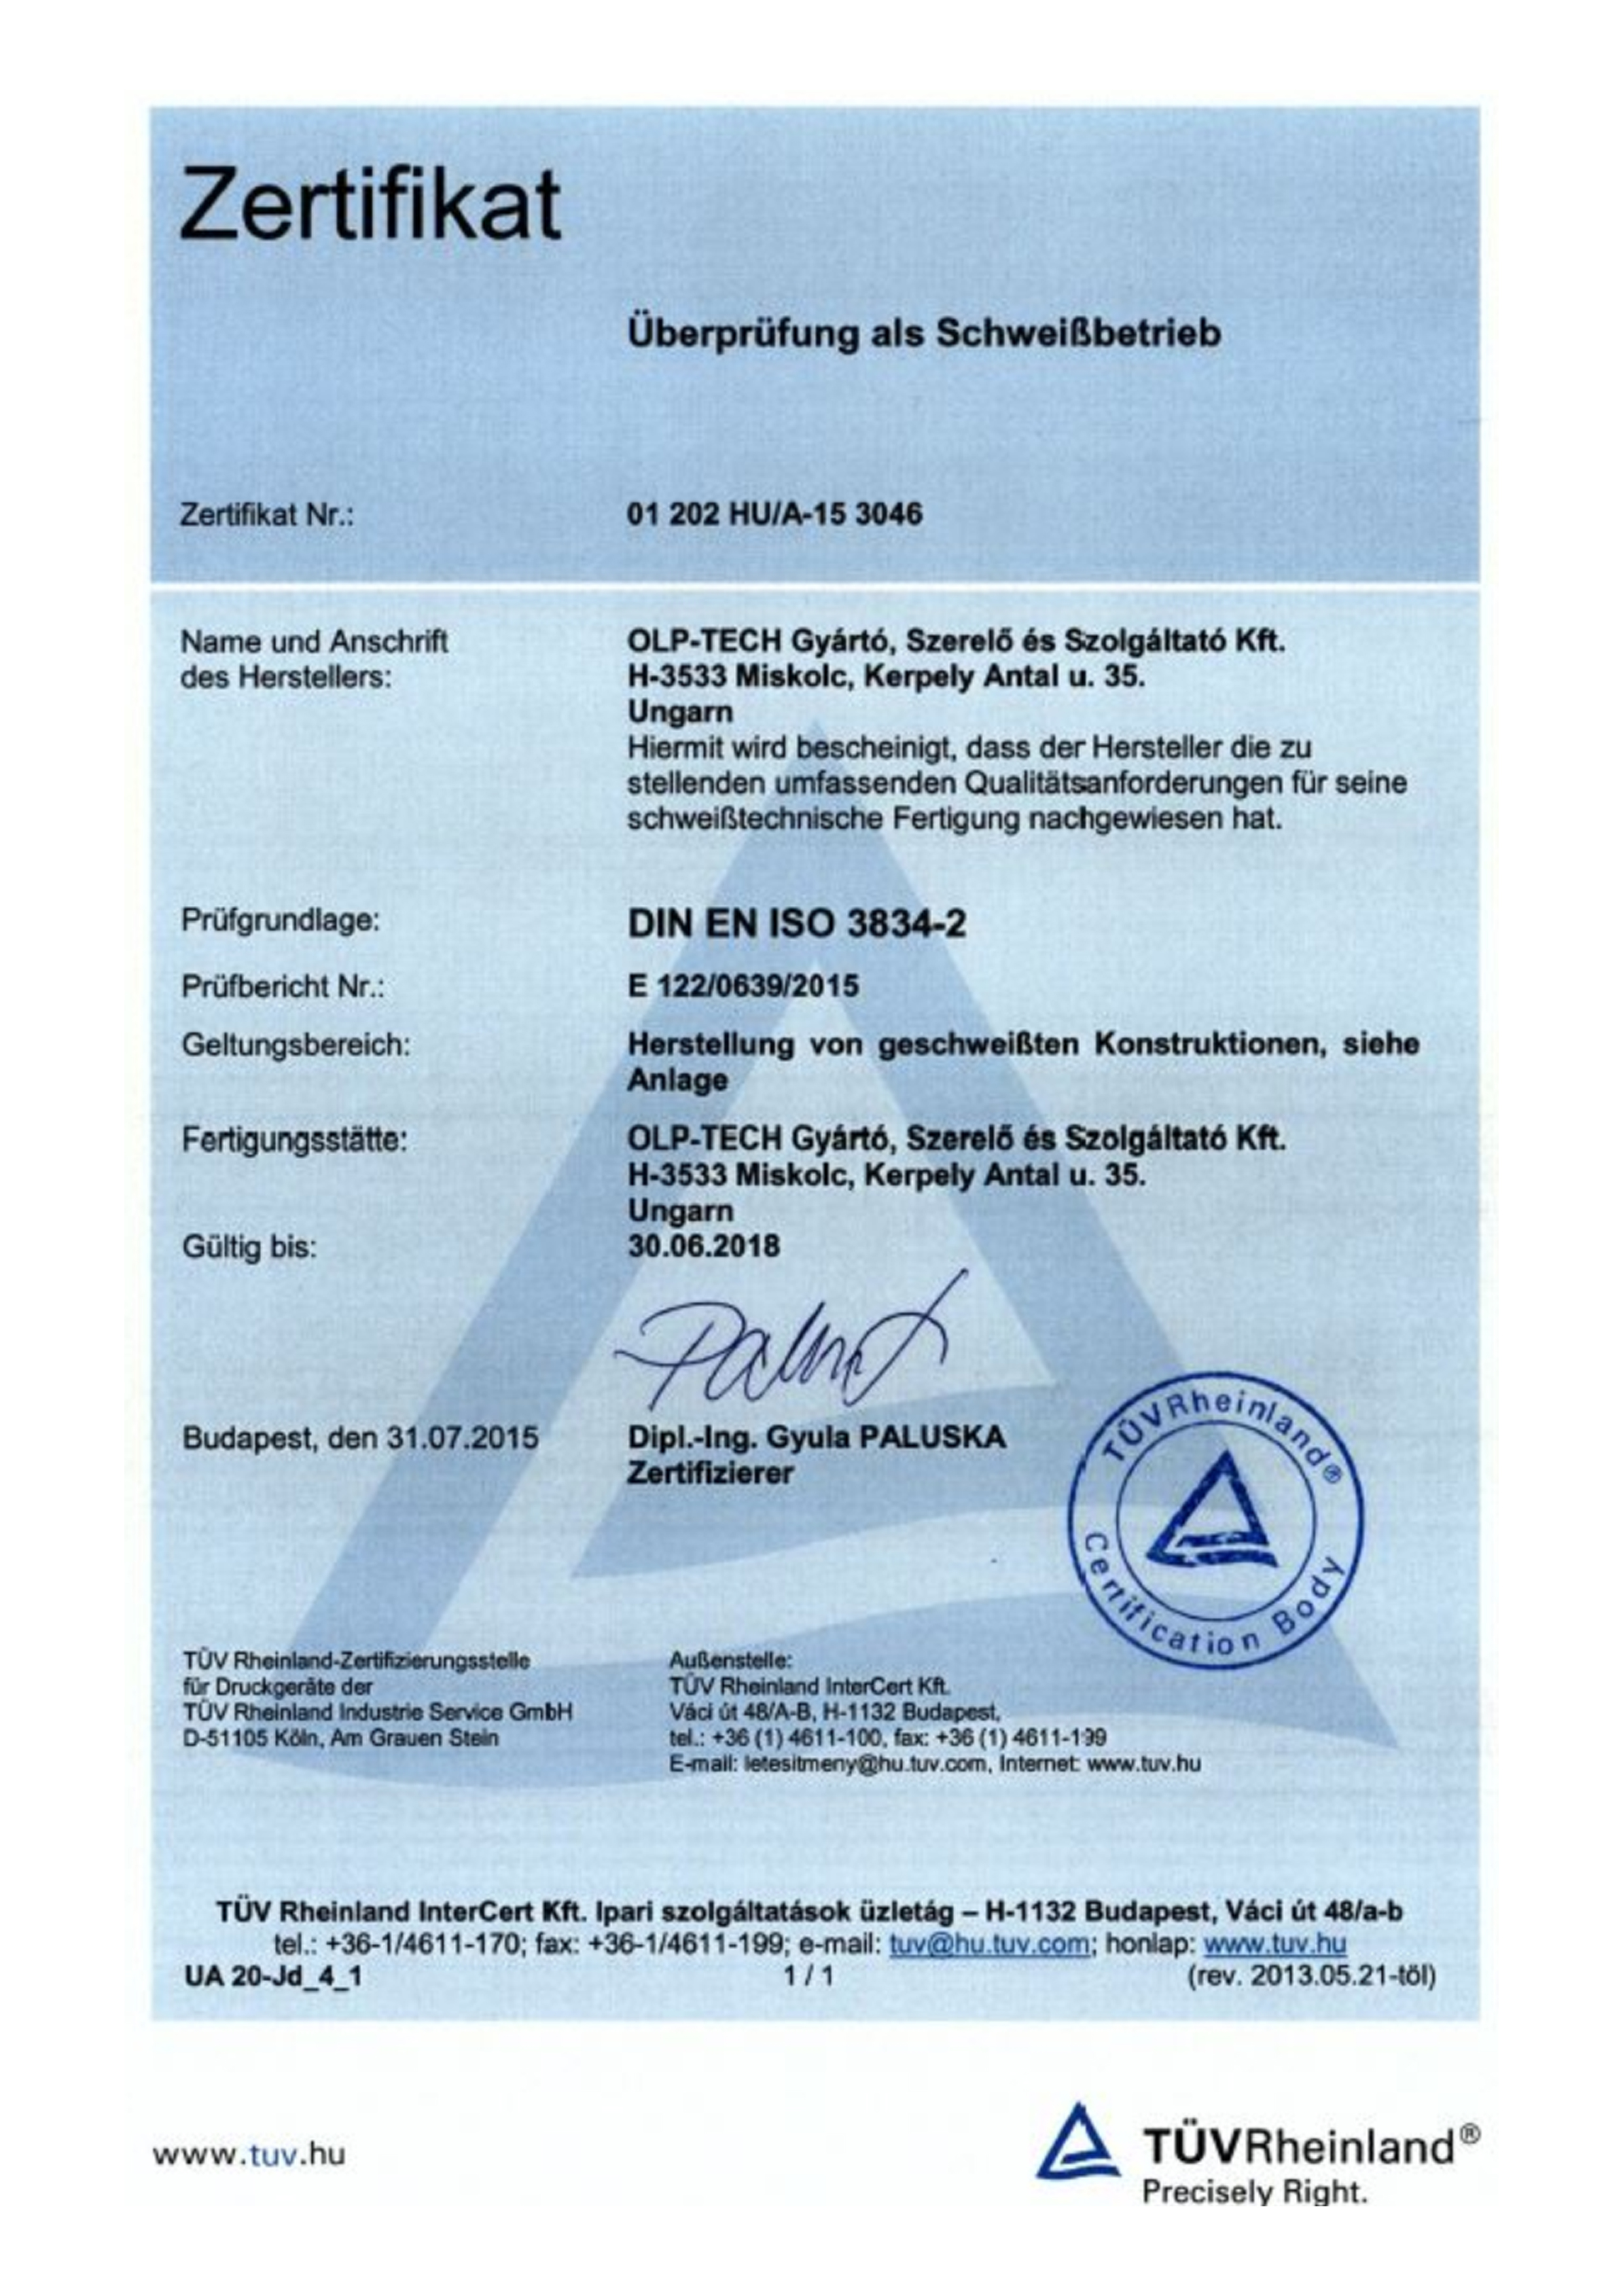 Zertifikat
Überprüfung als Schweißbetrieb
Zertifikat Nr.: 01 202 HU/A-15 3046
Name und Anschrift
des Herstellers:
OLP-TECH Gyártó, Szerelő és Szolgáltató Kft.
H-3533 Miskolc, Kerpely Antal u. 35.
Ungarn
Hiermit wird bescheinigt, dass der Hersteller die zu
stellenden umfassenden Qualitätsanforderungen für seine
schweißtechnische Fertigung nachgewiesen hat.
Prüfgrundlage: DIN EN ISO 3834-2
Prüfbericht Nr.: E 122/0639/2015
Geltungsbereich: Herstellung von geschweißten Konstruktionen, siehe
Anlage
Fertigungsstätte: OLP-TECH Gyártó, Szerelő és Szolgáltató Kft.
H-3533 Miskolc, Kerpely Antal u. 35.
Ungarn
Gültig bis: 30.06.2018
Budapest, den 31.07.2015
Dipl.-Ing. Gyula PALUSKA
Zertifizierer
TÜVRheinland®
Certification Body
TÜV Rheinland-Zertifizierungsstelle
für Druckgeräte der
TÜV Rheinland Industrie Service GmbH
D-51105 Köln, Am Grauen Stein
Außenstelle:
TÜV Rheinland InterCert Kft.
Váci út 48/A-B, H-1132 Budapest,
tel.: +36 (1) 4611-100, fax: +36 (1) 4611-199
E-mail: letesitmeny@hu.tuv.com, Internet: www.tuv.hu
TÜV Rheinland InterCert Kft. Ipari szolgáltatások üzletág – H-1132 Budapest, Váci út 48/a-b
tel.: +36-1/4611-170; fax: +36-1/4611-199; e-mail: tuv@hu.tuv.com; honlap: www.tuv.hu
UA 20-Jd_4_1 1 / 1 (rev. 2013.05.21-től)
www.tuv.hu
TÜVRheinland®
Precisely Right.